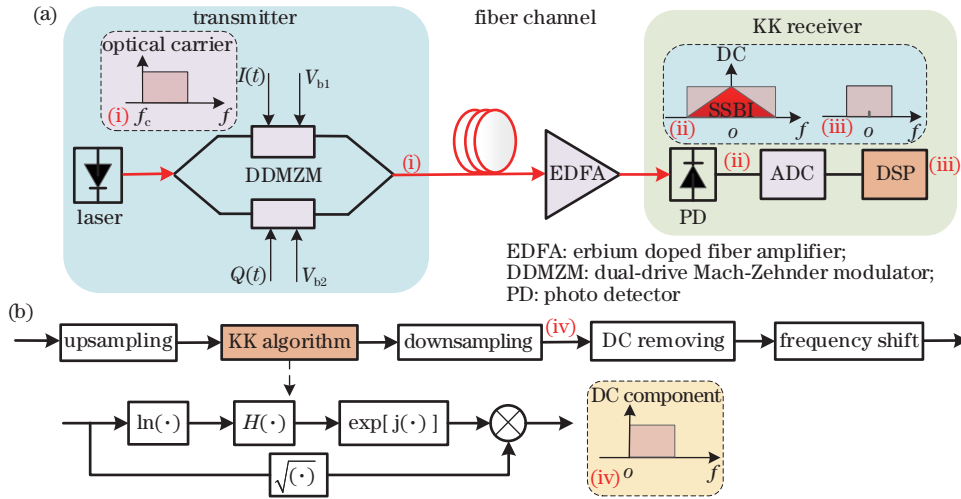 (a)
transmitter
fiber channel
KK receiver
optical carrier
(i) f_c f
I(t) V_b1
DC
SSBI
(ii) o f
(iii) o f
laser
DDMZM
(i)
EDFA
PD
(ii)
ADC
DSP
(iii)
Q(t) V_b2
EDFA: erbium doped fiber amplifier;
DDMZM: dual-drive Mach-Zehnder modulator;
PD: photo detector
(b)
upsampling
KK algorithm
downsampling
(iv)
DC removing
frequency shift
ln(·)
H(·)
exp[j(·)]
√(·)
DC component
(iv) o f